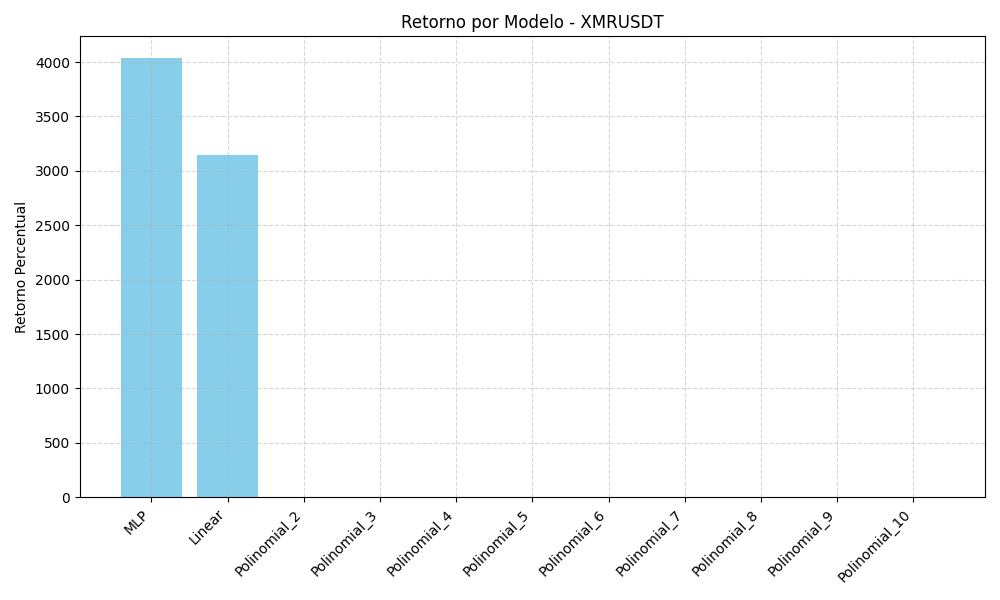 Retorno por Modelo - XMRUSDT
Retorno Percentual
4000
3500
3000
2500
2000
1500
1000
500
0
MLP
Linear
Polinomial_2
Polinomial_3
Polinomial_4
Polinomial_5
Polinomial_6
Polinomial_7
Polinomial_8
Polinomial_9
Polinomial_10